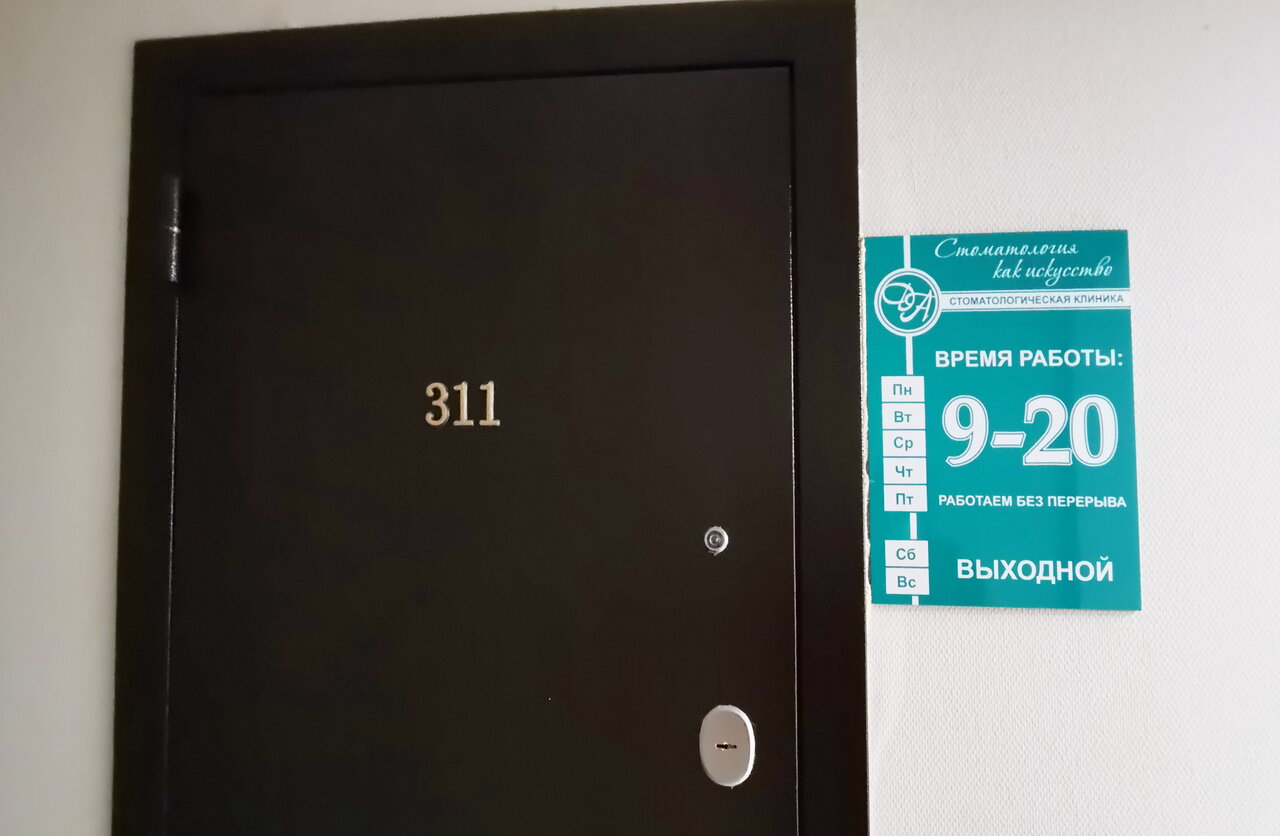 311
Стоматология
как искусство
ДА
СТОМАТОЛОГИЧЕСКАЯ КЛИНИКА
ВРЕМЯ РАБОТЫ:
Пн
Вт
Ср
Чт
Пт
9-20
РАБОТАЕМ БЕЗ ПЕРЕРЫВА
Сб
Вс
ВЫХОДНОЙ